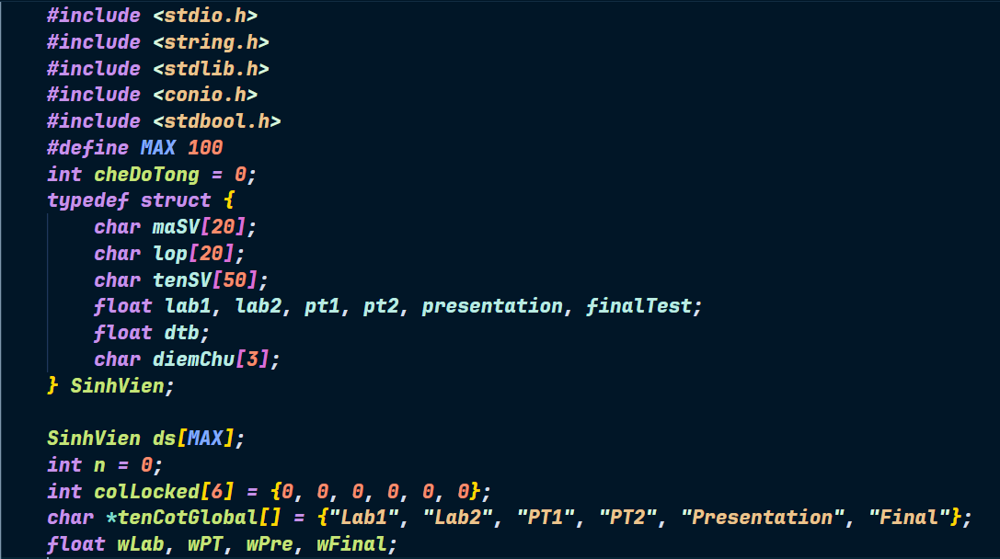 #include <stdio.h>
#include <string.h>
#include <stdlib.h>
#include <conio.h>
#include <stdbool.h>
#define MAX 100
int cheDoTong = 0;
typedef struct {
    char maSV[20];
    char lop[20];
    char tenSV[50];
    float lab1, lab2, pt1, pt2, presentation, finalTest;
    float dtb;
    char diemChu[3];
} SinhVien;

SinhVien ds[MAX];
int n = 0;
int colLocked[6] = {0, 0, 0, 0, 0, 0};
char *tenCotGlobal[] = {"Lab1", "Lab2", "PT1", "PT2", "Presentation", "Final"};
float wLab, wPT, wPre, wFinal;